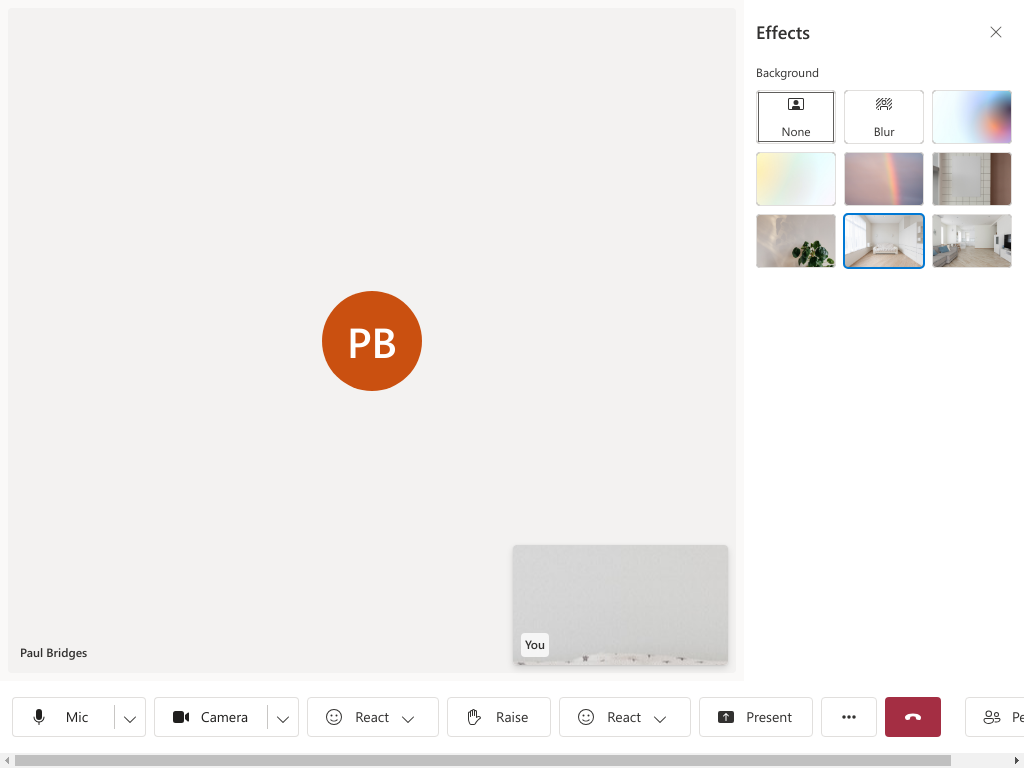 Effects
Background
None
Blur
PB
You
Paul Bridges
Mic
Camera
React
Raise
React
Present
Pe